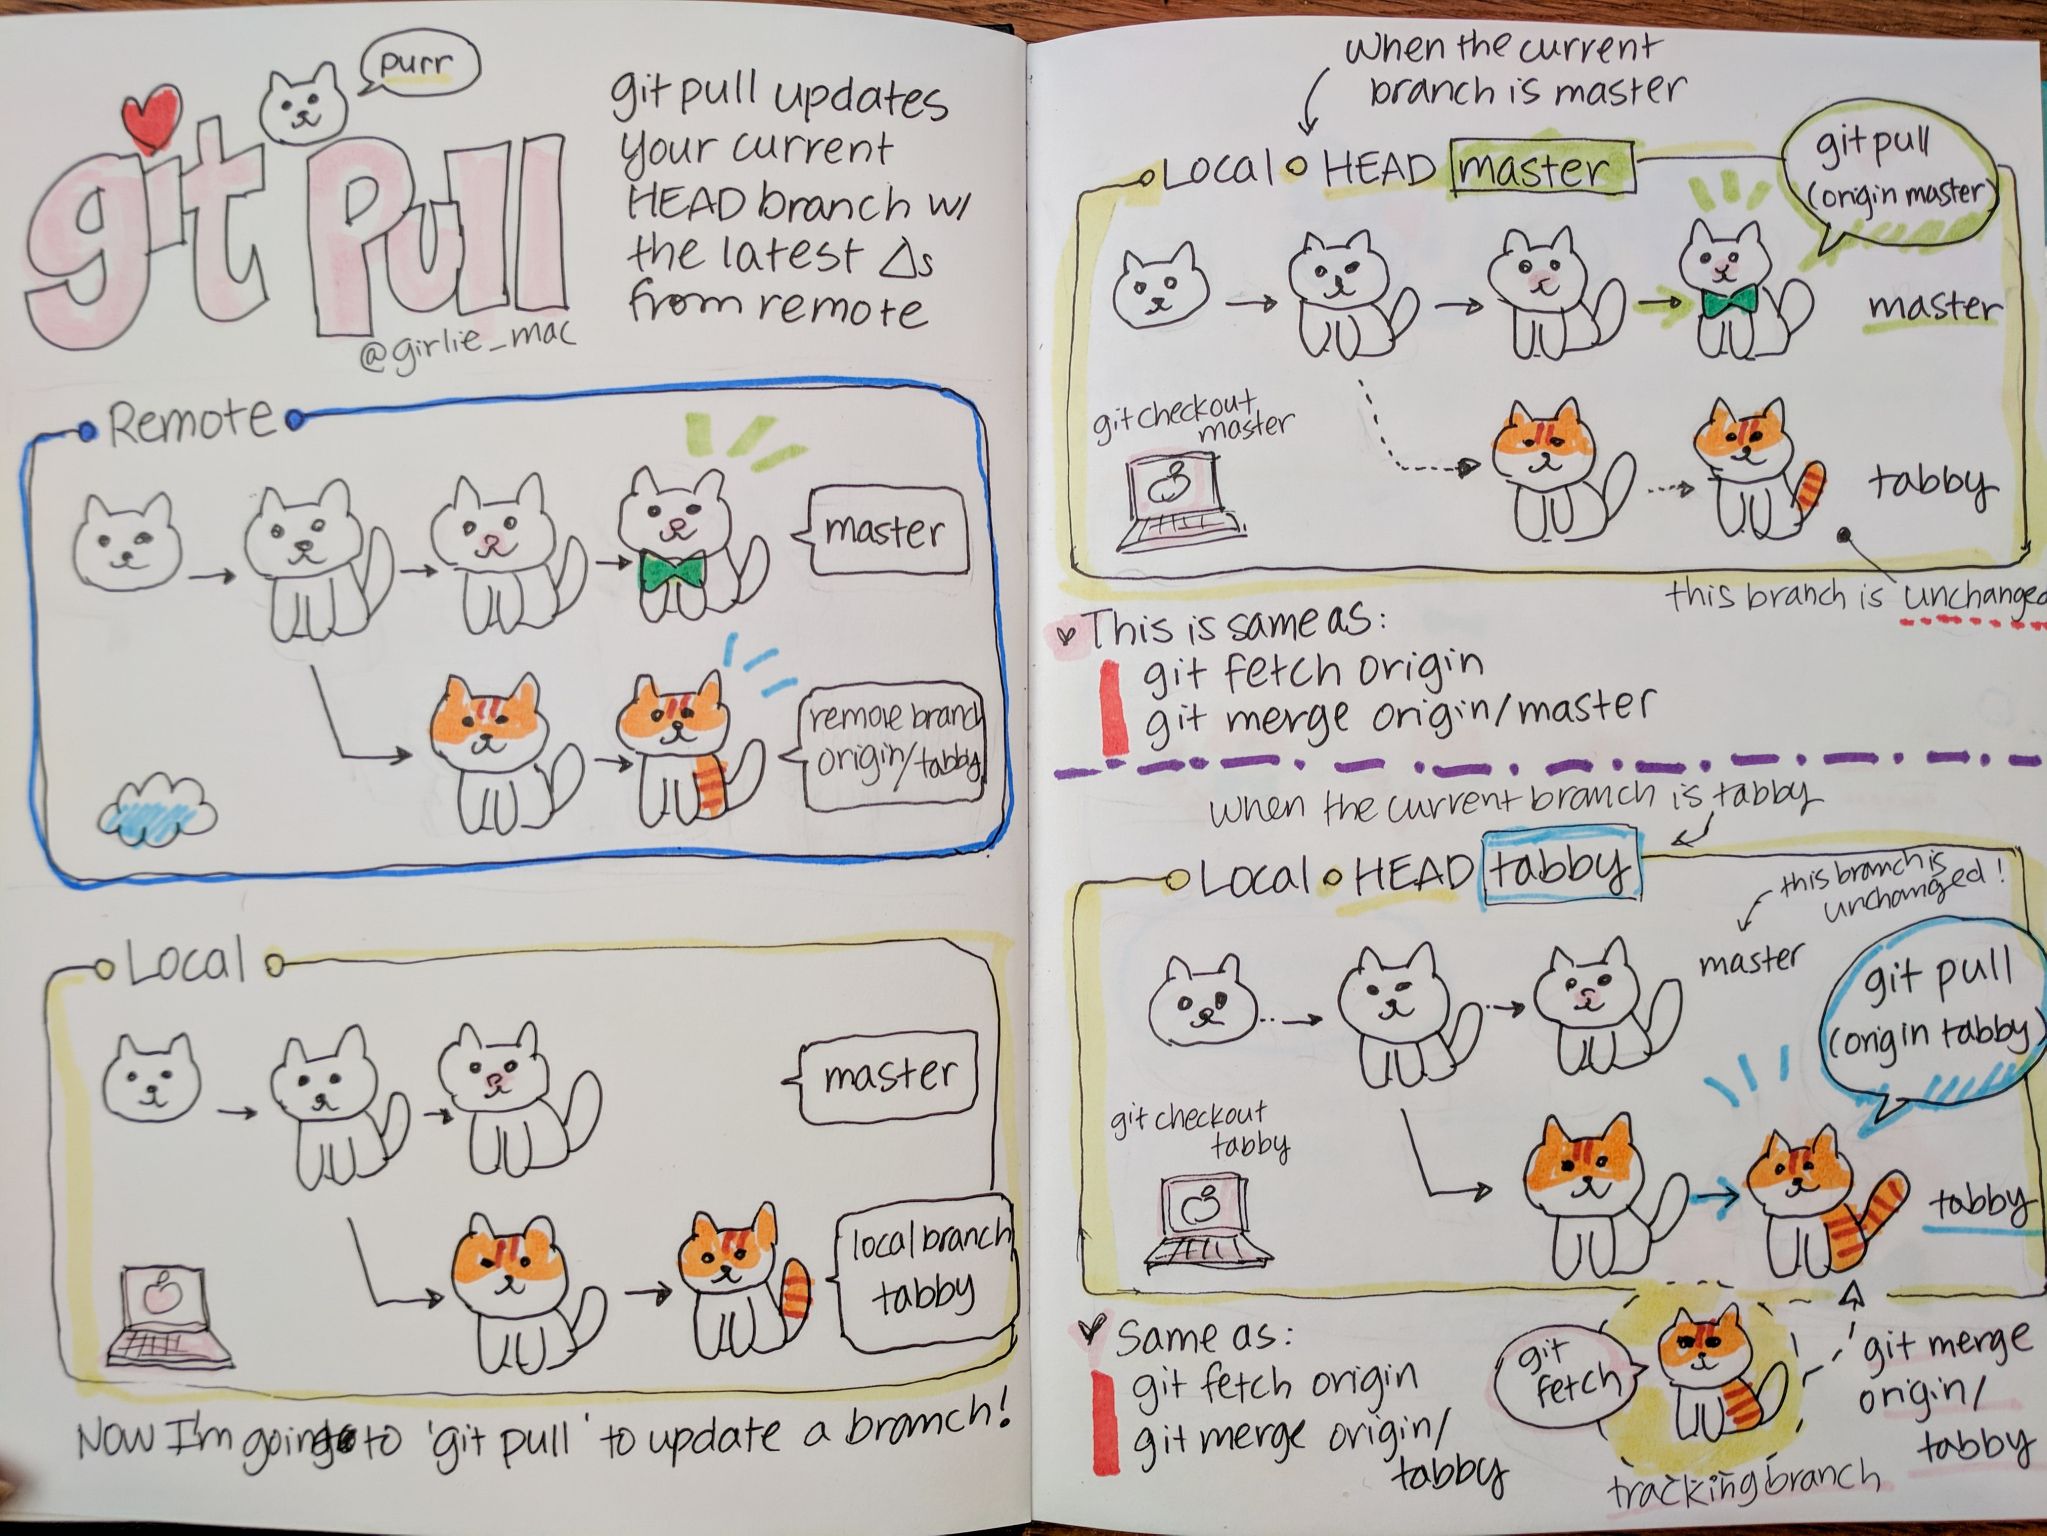 git pull
purr
@girlie_mac
git pull updates
your current
HEAD branch w/
the latest Δs
from remote
Remote
master
remote branch
origin/tabby
Local
master
local branch
tabby
Now I'm going to 'git pull' to update a branch!
When the current
branch is master
Local HEAD master
git pull
(origin master)
master
git checkout
master
tabby
this branch is unchanged
This is same as:
git fetch origin
git merge origin/master
when the current branch is tabby
Local HEAD tabby
this branch is
unchanged!
master
git pull
(origin tabby)
git checkout
tabby
tabby
Same as:
git fetch origin
git merge origin/
tabby
git
fetch
git merge
origin/
tabby
tracking branch